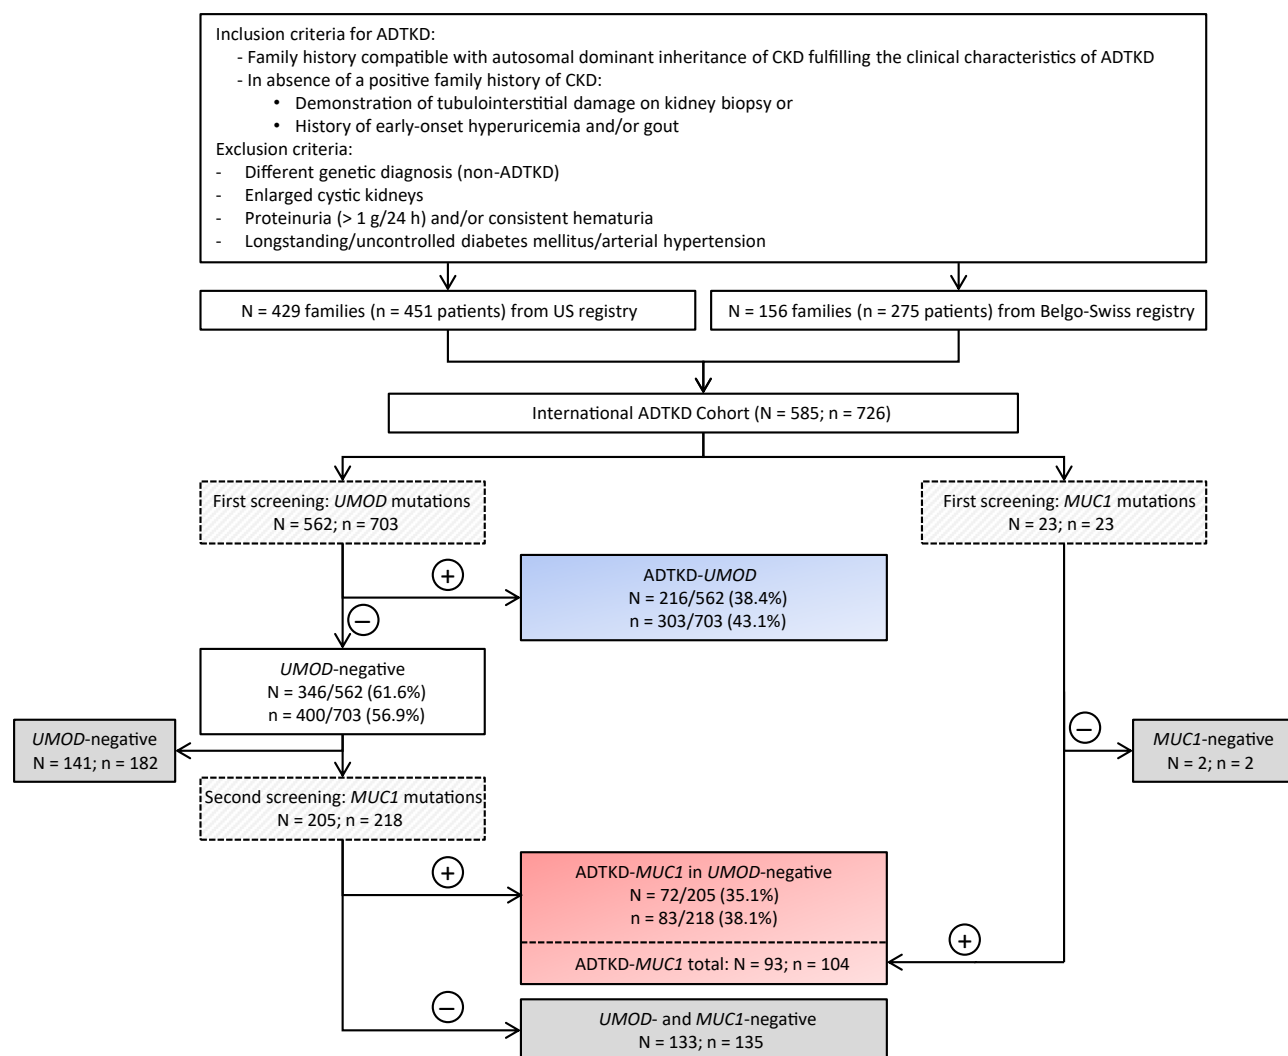 Inclusion criteria for ADTKD:
- Family history compatible with autosomal dominant inheritance of CKD fulfilling the clinical characteristics of ADTKD
- In absence of a positive family history of CKD:
• Demonstration of tubulointerstitial damage on kidney biopsy or
• History of early-onset hyperuricemia and/or gout
Exclusion criteria:
- Different genetic diagnosis (non-ADTKD)
- Enlarged cystic kidneys
- Proteinuria (> 1 g/24 h) and/or consistent hematuria
- Longstanding/uncontrolled diabetes mellitus/arterial hypertension
N = 429 families (n = 451 patients) from US registry
N = 156 families (n = 275 patients) from Belgo-Swiss registry
International ADTKD Cohort (N = 585; n = 726)
First screening: UMOD mutations
N = 562; n = 703
First screening: MUC1 mutations
N = 23; n = 23
+
ADTKD-UMOD
N = 216/562 (38.4%)
n = 303/703 (43.1%)
−
UMOD-negative
N = 346/562 (61.6%)
n = 400/703 (56.9%)
UMOD-negative
N = 141; n = 182
−
MUC1-negative
N = 2; n = 2
Second screening: MUC1 mutations
N = 205; n = 218
+
ADTKD-MUC1 in UMOD-negative
N = 72/205 (35.1%)
n = 83/218 (38.1%)
+
ADTKD-MUC1 total: N = 93; n = 104
−
UMOD- and MUC1-negative
N = 133; n = 135